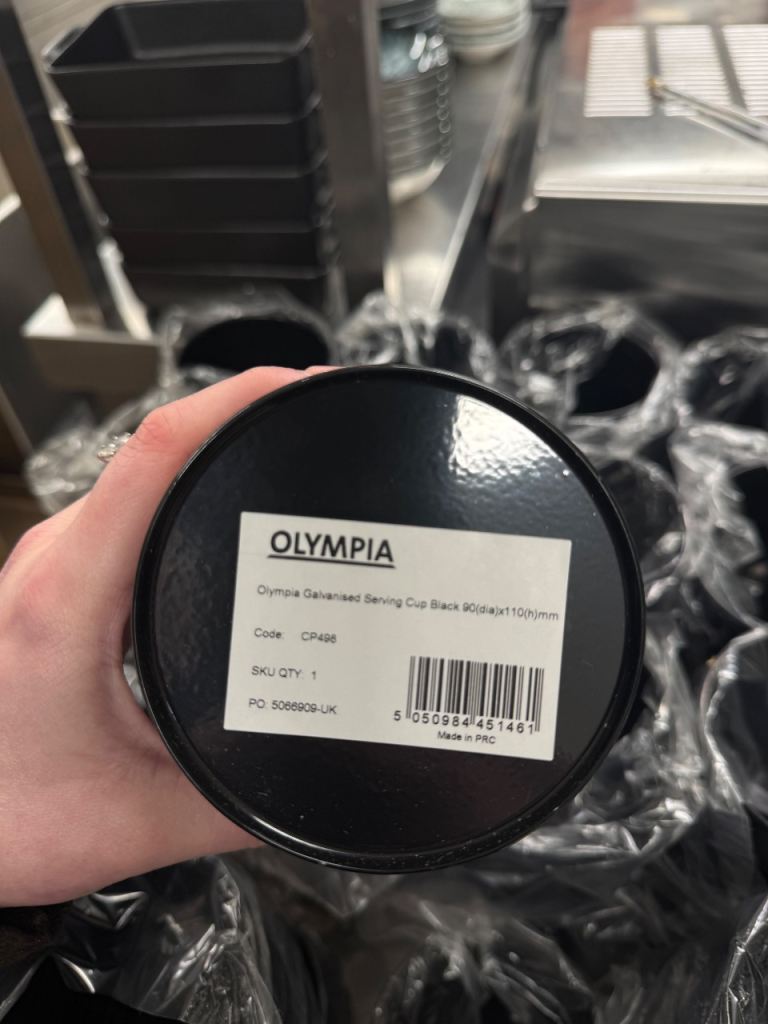 OLYMPIA
Olympia Galvanised Serving Cup Black 90(dia)x110(h)mm
Code: CP498
SKU QTY: 1
PO: 5066909-UK
5 050984 451461
Made in PRC